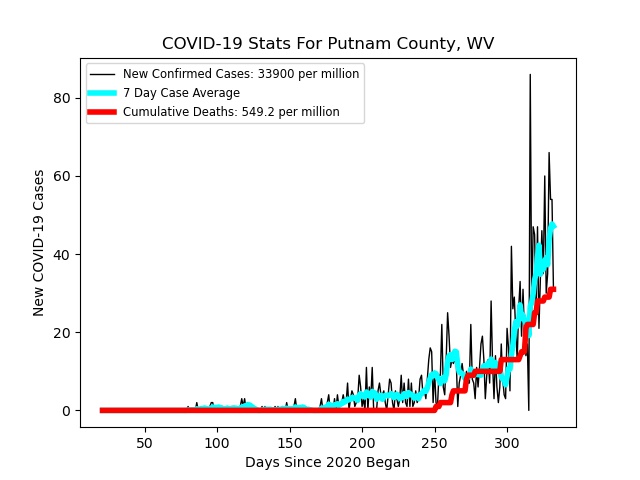 COVID-19 Stats For Putnam County, WV
New Confirmed Cases: 33900 per million
7 Day Case Average
Cumulative Deaths: 549.2 per million
New COVID-19 Cases
80
60
40
20
0
50 100 150 200 250 300
Days Since 2020 Began